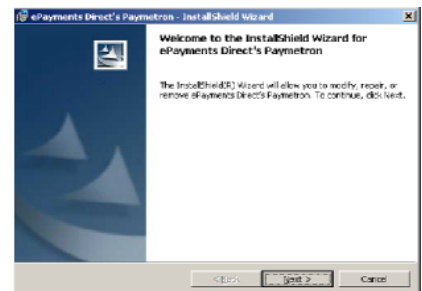 ePayments Direct's Paymetron - InstallShield Wizard
Welcome to the InstallShield Wizard for
ePayments Direct's Paymetron
The InstallShield(R) Wizard will allow you to modify, repair, or
remove ePayments Direct's Paymetron. To continue, click Next.
< Back
Next >
Cancel